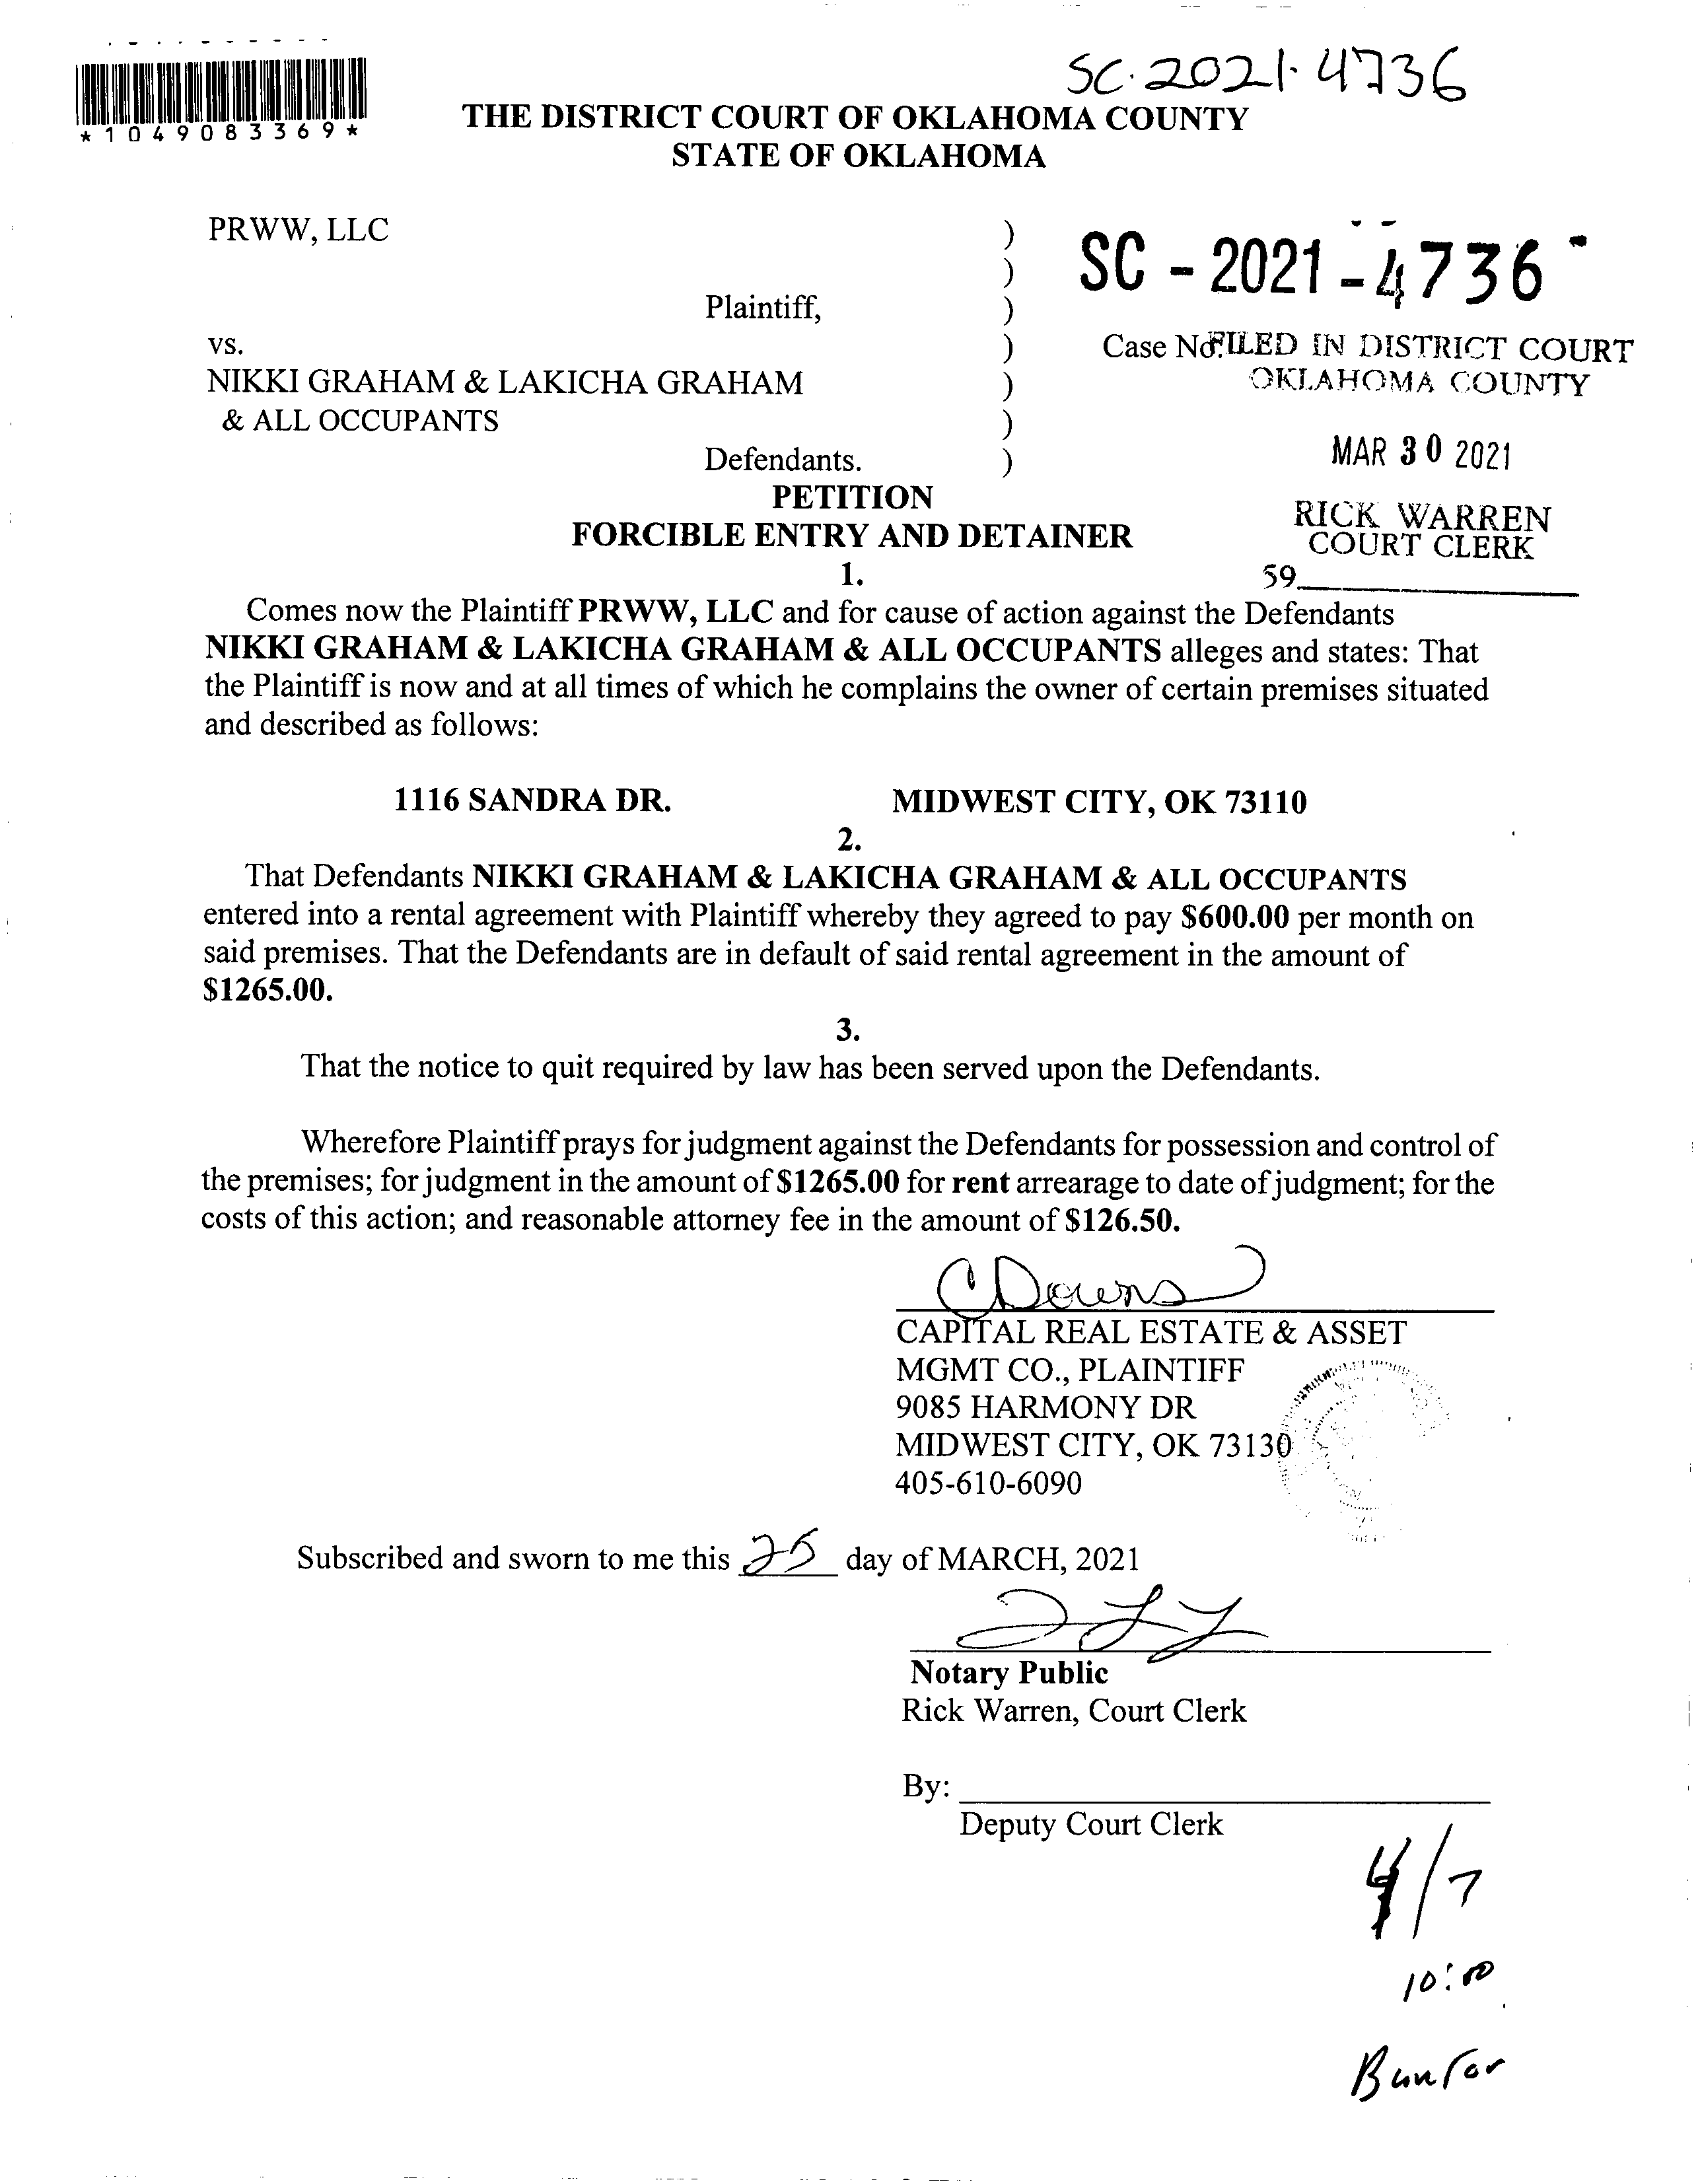 SC-2021-4736
*1049083369*
THE DISTRICT COURT OF OKLAHOMA COUNTY
STATE OF OKLAHOMA
PRWW, LLC )
)
Plaintiff, )
vs. )
NIKKI GRAHAM & LAKICHA GRAHAM )
& ALL OCCUPANTS )
Defendants. )
SC - 2021 - 4736
Case No. FILED IN DISTRICT COURT
OKLAHOMA COUNTY
MAR 30 2021
RICK WARREN
COURT CLERK
59
PETITION
FORCIBLE ENTRY AND DETAINER
1.
Comes now the Plaintiff PRWW, LLC and for cause of action against the Defendants
NIKKI GRAHAM & LAKICHA GRAHAM & ALL OCCUPANTS alleges and states: That
the Plaintiff is now and at all times of which he complains the owner of certain premises situated
and described as follows:
1116 SANDRA DR. MIDWEST CITY, OK 73110
2.
That Defendants NIKKI GRAHAM & LAKICHA GRAHAM & ALL OCCUPANTS
entered into a rental agreement with Plaintiff whereby they agreed to pay $600.00 per month on
said premises. That the Defendants are in default of said rental agreement in the amount of
$1265.00.
3.
That the notice to quit required by law has been served upon the Defendants.
Wherefore Plaintiff prays for judgment against the Defendants for possession and control of
the premises; for judgment in the amount of $1265.00 for rent arrearage to date of judgment; for the
costs of this action; and reasonable attorney fee in the amount of $126.50.
CDowns
CAPITAL REAL ESTATE & ASSET
MGMT CO., PLAINTIFF
9085 HARMONY DR
MIDWEST CITY, OK 73130
405-610-6090
Subscribed and sworn to me this 25 day of MARCH, 2021
Notary Public
Rick Warren, Court Clerk
By:
Deputy Court Clerk
4/7
10:00